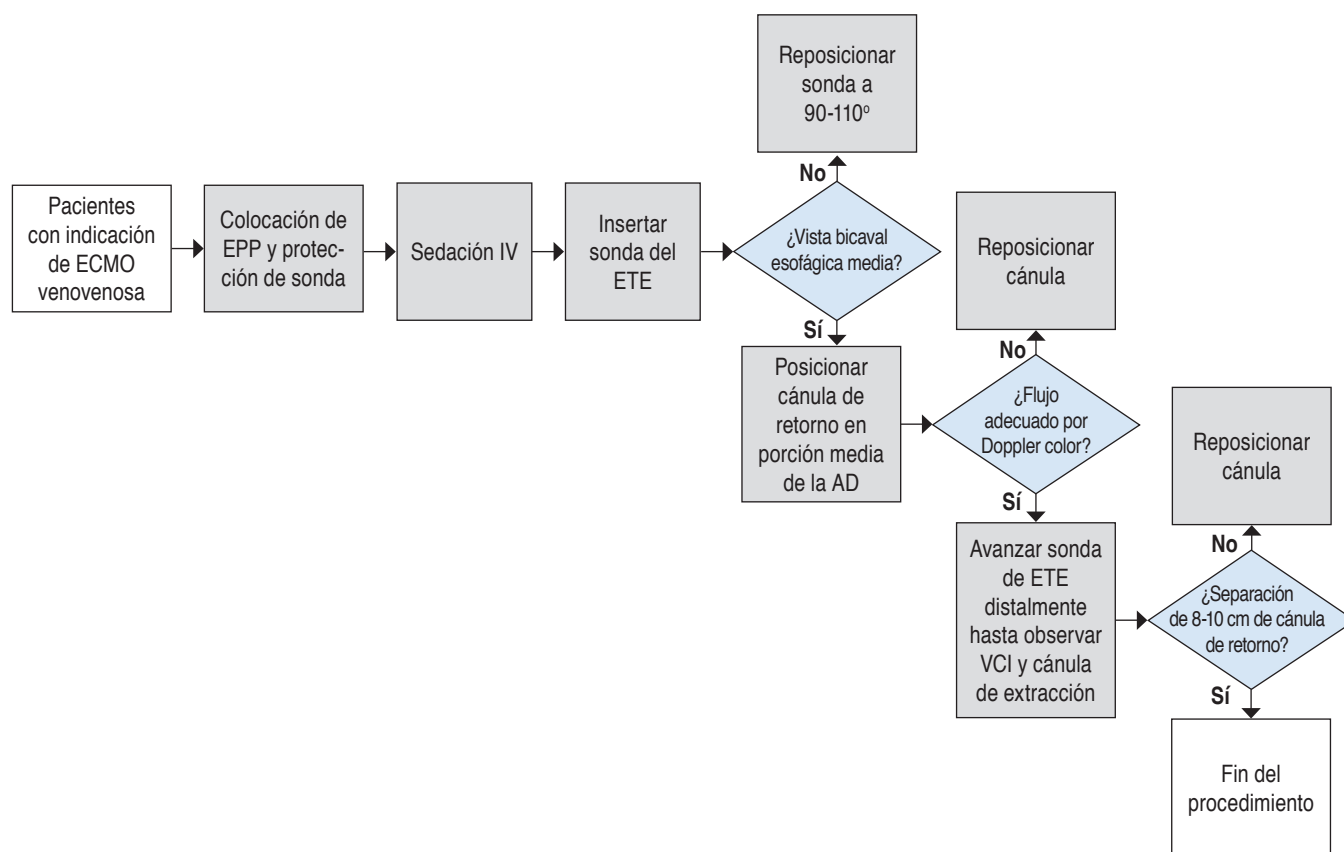 Pacientes
con indicación
de ECMO
venovenosa
Colocación de
EPP y protec-
ción de sonda
Sedación IV
Insertar
sonda del
ETE
¿Vista bicaval
esofágica media?
No
Reposicionar
sonda a
90-110º
Sí
Posicionar
cánula de
retorno en
porción media
de la AD
¿Flujo
adecuado por
Doppler color?
No
Reposicionar
cánula
Sí
Avanzar sonda
de ETE
distalmente
hasta observar
VCI y cánula
de extracción
¿Separación
de 8-10 cm de cánula
de retorno?
No
Reposicionar
cánula
Sí
Fin del
procedimiento